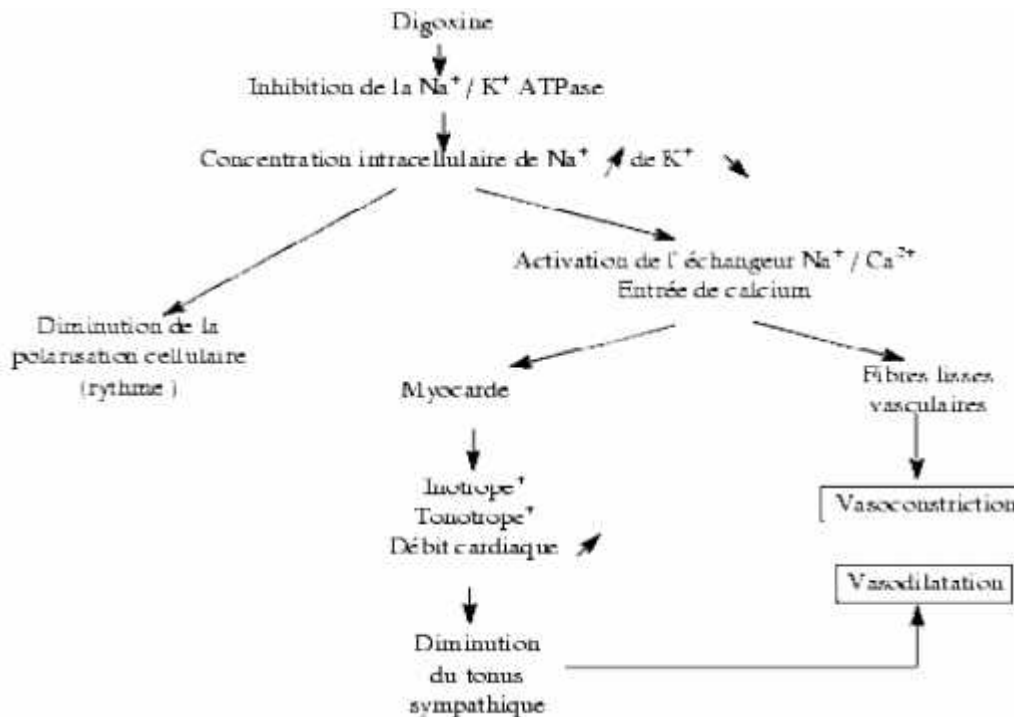 Digoxine
Inhibition de la Na⁺ / K⁺ ATPase
Concentration intracellulaire de Na⁺ de K⁺
Activation de l' échangeur Na⁺ / Ca²⁺
Entrée de calcium
Diminution de la
polarisation cellulaire
(rythme )
Myocarde
Fibres lisses
vasculaires
Inotrope⁺
Tonotrope⁺
Débit cardiaque
Vasoconstriction
Vasodilatation
Diminution
du tonus
sympathique